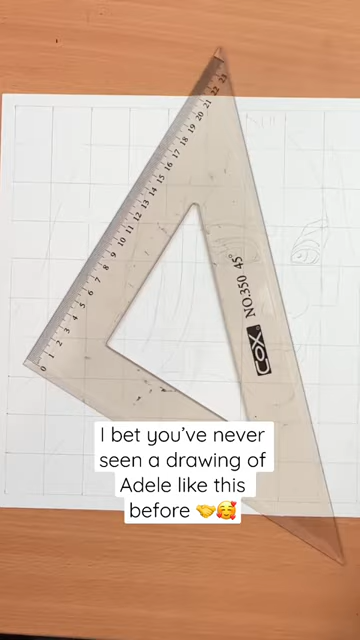 0 1 2 3 4 5 6 7 8 9 10 11 12 13 14 15 16 17 18 19 20 21 22 23
COX NO.350 45°
I bet you've never
seen a drawing of
Adele like this
before 🤝🥰